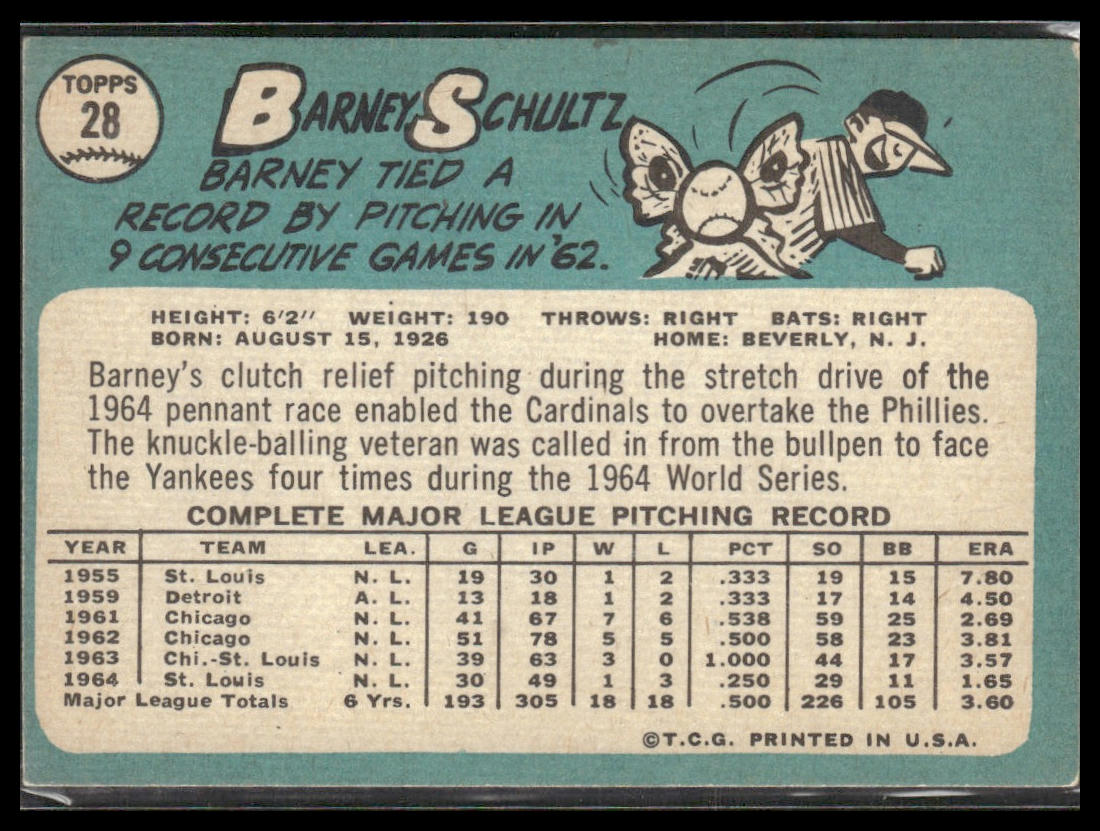 TOPPS
28
BARNEY SCHULTZ
BARNEY TIED A
RECORD BY PITCHING IN
9 CONSECUTIVE GAMES IN '62.
HEIGHT: 6'2" WEIGHT: 190 THROWS: RIGHT BATS: RIGHT
BORN: AUGUST 15, 1926 HOME: BEVERLY, N. J.
Barney's clutch relief pitching during the stretch drive of the
1964 pennant race enabled the Cardinals to overtake the Phillies.
The knuckle-balling veteran was called in from the bullpen to face
the Yankees four times during the 1964 World Series.
COMPLETE MAJOR LEAGUE PITCHING RECORD
YEAR TEAM LEA. G IP W L PCT SO BB ERA
1955 St. Louis N. L. 19 30 1 2 .333 19 15 7.80
1959 Detroit A. L. 13 18 1 2 .333 17 14 4.50
1961 Chicago N. L. 41 67 7 6 .538 59 25 2.69
1962 Chicago N. L. 51 78 5 5 .500 58 23 3.81
1963 Chi.-St. Louis N. L. 39 63 3 0 1.000 44 17 3.57
1964 St. Louis N. L. 30 49 1 3 .250 29 11 1.65
Major League Totals 6 Yrs. 193 305 18 18 .500 226 105 3.60
©T.C.G. PRINTED IN U.S.A.